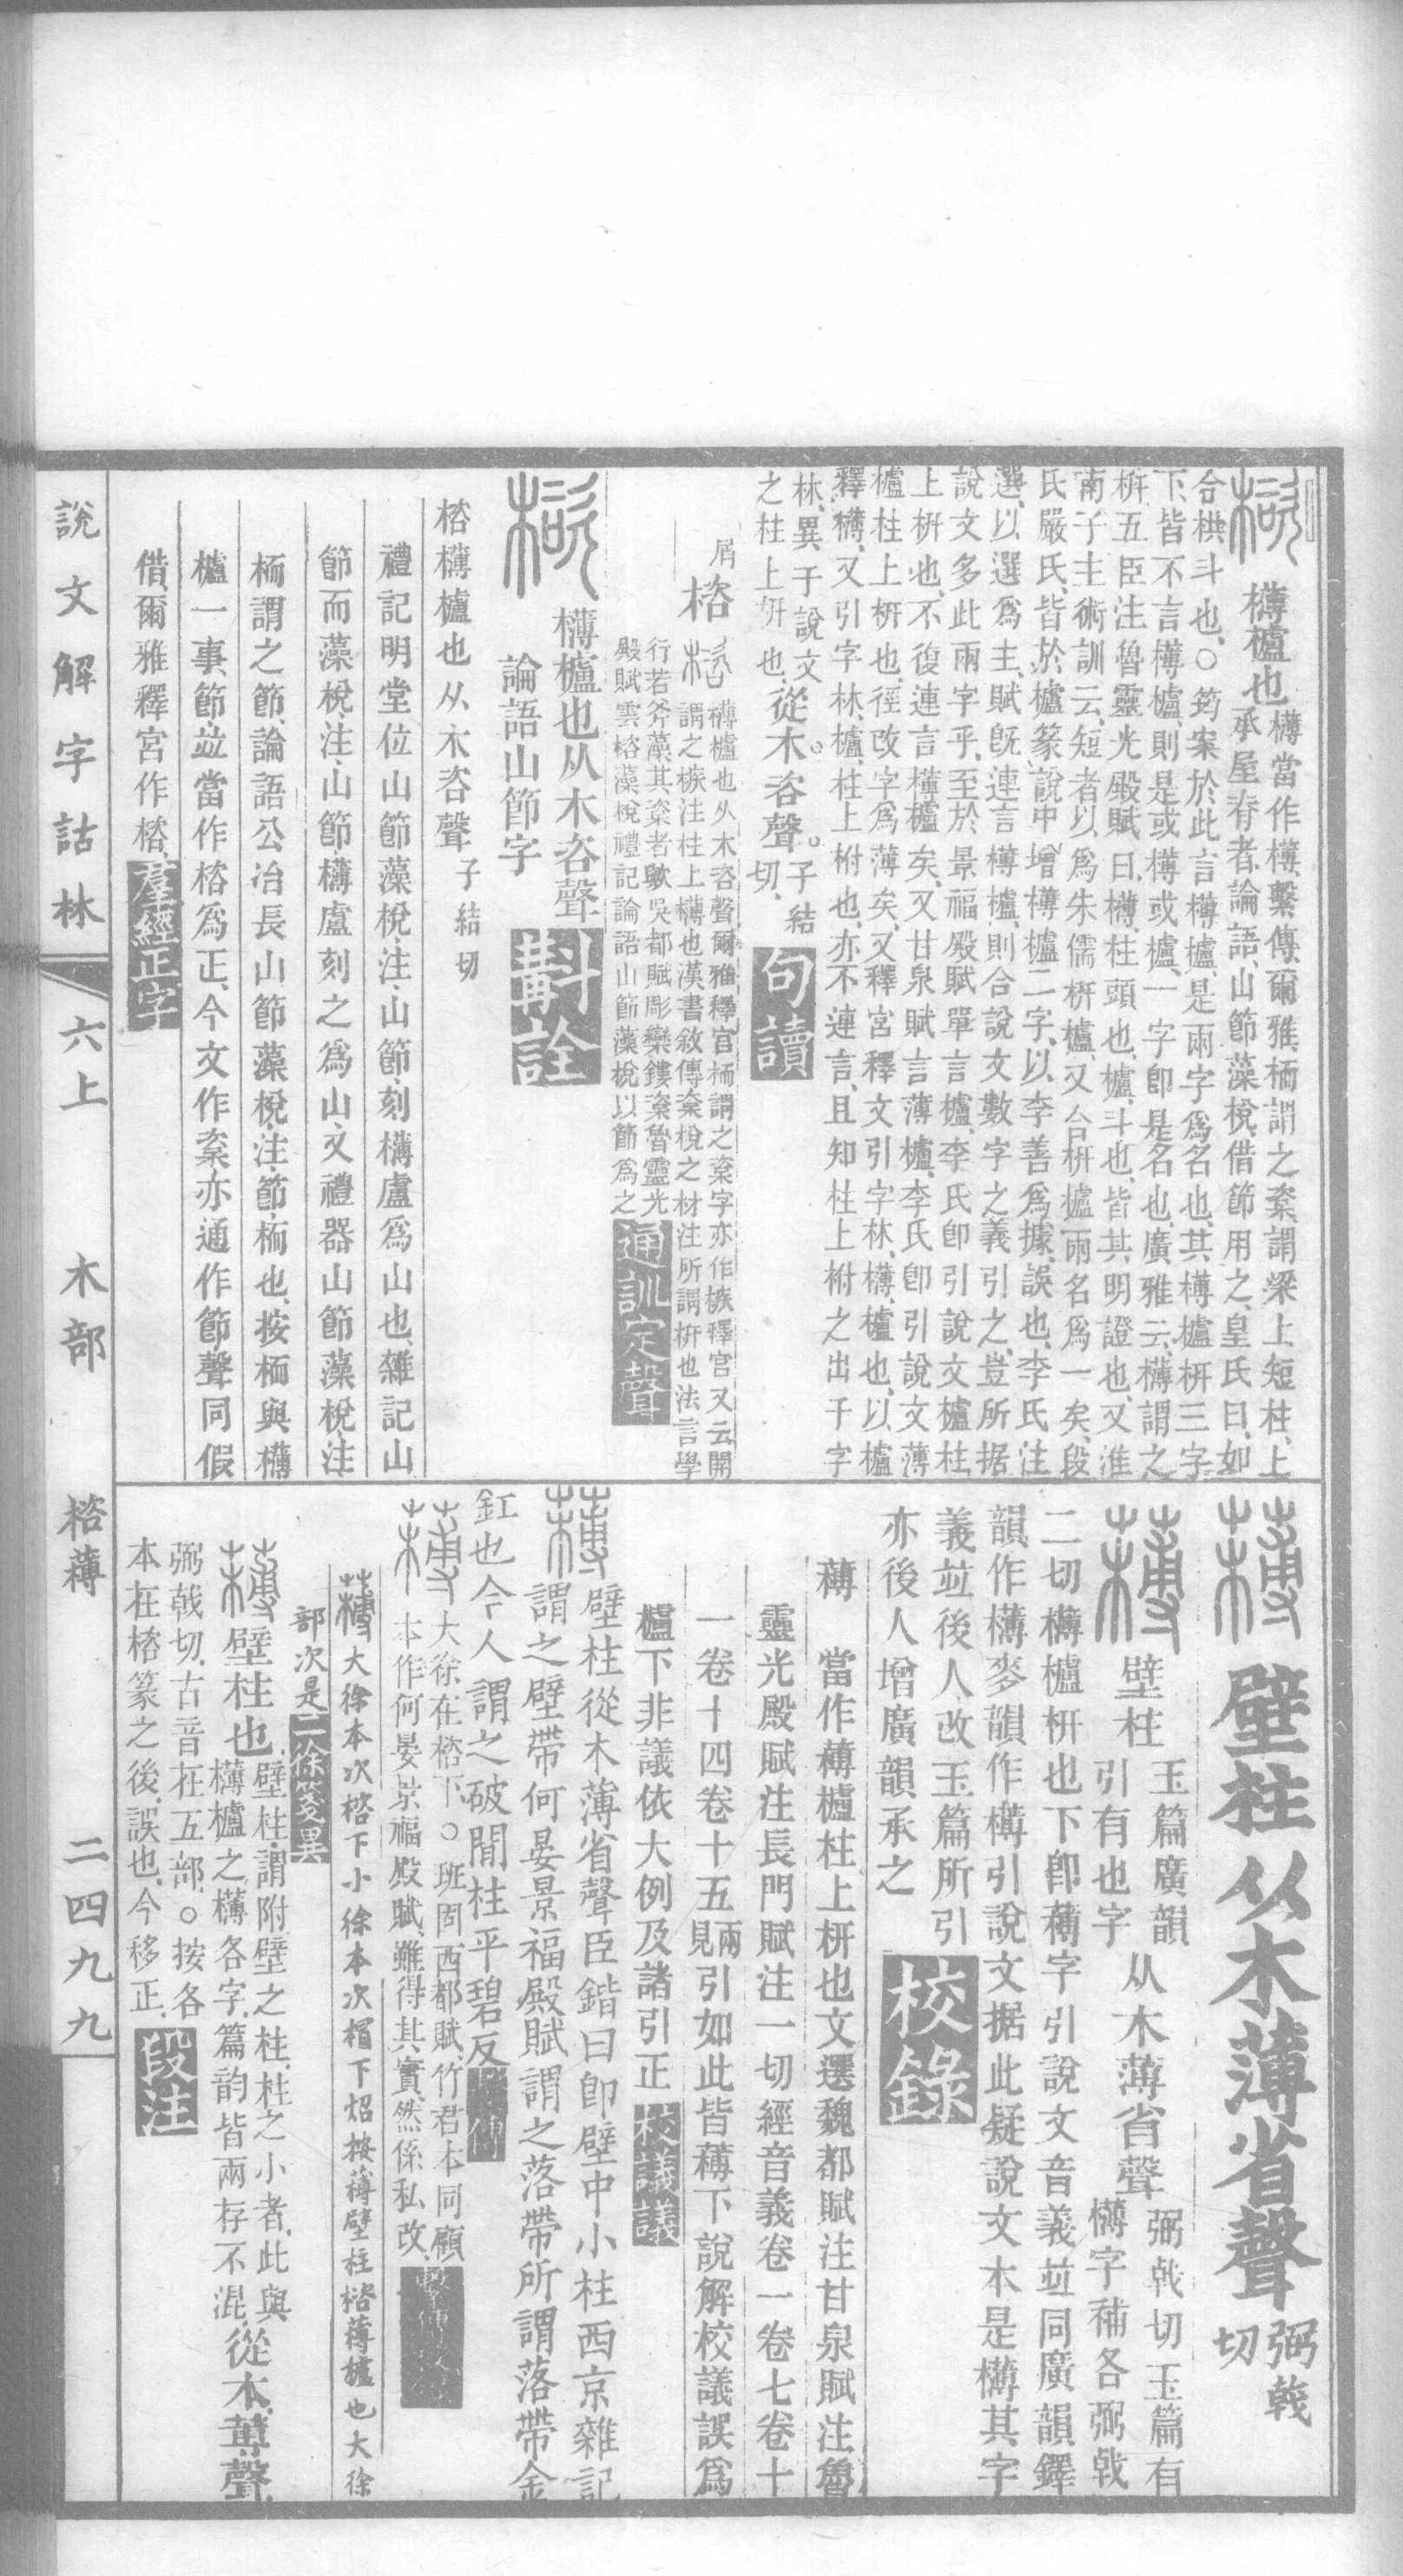 欂櫨也
欂當作欂繫傳爾雅栭謂之楶謂梁上短柱上
承屋脊者論語山節藻梲借節用之皇氏曰如
合栱斗也○筠案於此言欂櫨是兩字爲名也其欂櫨枅三字
下皆不言欂櫨則是或欂或櫨一字卽是名也廣雅云欂謂之
枅五臣注魯靈光殿賦曰欂柱頭也櫨斗也皆其明證也又淮
南子主術訓云短者以爲朱儒枅櫨又合枅櫨兩名爲一矣段
氏嚴氏皆於櫨篆說中增欂櫨二字以李善爲據誤也李氏注
選以選爲主賦旣連言欂櫨則合說文數字之義引之豈所据
說文多此兩字乎至於景福殿賦單言櫨李氏卽引說文櫨柱
上枅也不復連言欂櫨矣又甘泉賦言薄櫨李氏卽引說文薄
櫨柱上枅也徑改字爲薄矣又釋宮釋文引字林欂櫨也以櫨
釋欂又引字林櫨柱上柎也亦不連言且知柱上柎之出于字
林異于說文
之柱上枅也
從木。咨聲。
子結
切
句讀
屑
楶
欂櫨也从木咨聲爾雅釋宮栭謂之楶字亦作槉釋宮又云開
謂之槉注柱上欂也漢書敘傳楶梲之材注所謂枅也法言學
行若斧藻其楶者歟吳都賦彫欒鏤楶魯靈光
殿賦雲楶藻梲禮記論語山節藻梲以節爲之
通訓定聲
欂櫨也从木咨聲
論語山節字
斠詮
楶欂櫨也从木咨聲子結切
禮記明堂位山節藻梲注山節刻欂盧爲山也雜記山
節而藻梲注山節欂盧刻之爲山又禮器山節藻梲注
栭謂之節論語公冶長山節藻梲注節栭也按栭與欂
櫨一事節並當作楶爲正今文作楶亦通作節聲同假
借爾雅釋宮作楶
羣經正字
壁柱从木薄省聲
弼戟
切
壁柱
玉篇廣韻
引有也字
从木薄省聲
弼戟切玉篇有
欂字補各弼戟
二切欂櫨枅也下卽欂字引說文音義並同廣韻鐸
韻作欂麥韻作欂引說文据此疑說文木是欂其字
義並後人改玉篇所引
亦後人增廣韻承之
校錄
欂　當作欂櫨柱上枅也文選魏都賦注甘泉賦注魯
靈光殿賦注長門賦注一切經音義卷一卷七卷十
一卷十四卷十五兩見引如此皆欂下說解校議誤爲
櫨下非議依大例及諸引正
校議議
壁柱從木薄省聲臣鍇曰卽壁中小柱西京雜記
謂之壁帶何晏景福殿賦謂之落帶所謂落帶金
釭也今人謂之破閒柱平碧反
大徐在楶下○班固西都賦竹君本同顧
本作何晏景福殿賦雖得其實然係私改
大徐本次楶下小徐本次楣下炤按欂壁柱楶欂櫨也大徐
部次是
二徐箋異
壁柱也
壁柱謂附壁之柱柱之小者此與
欂櫨之欂各字篇韵皆兩存不混
從木𦾔聲
弼戟切古音在五部○按各
本在楶篆之後誤也今移正
段注
說文解字詁林
六上
木部
楶欂
二四九九